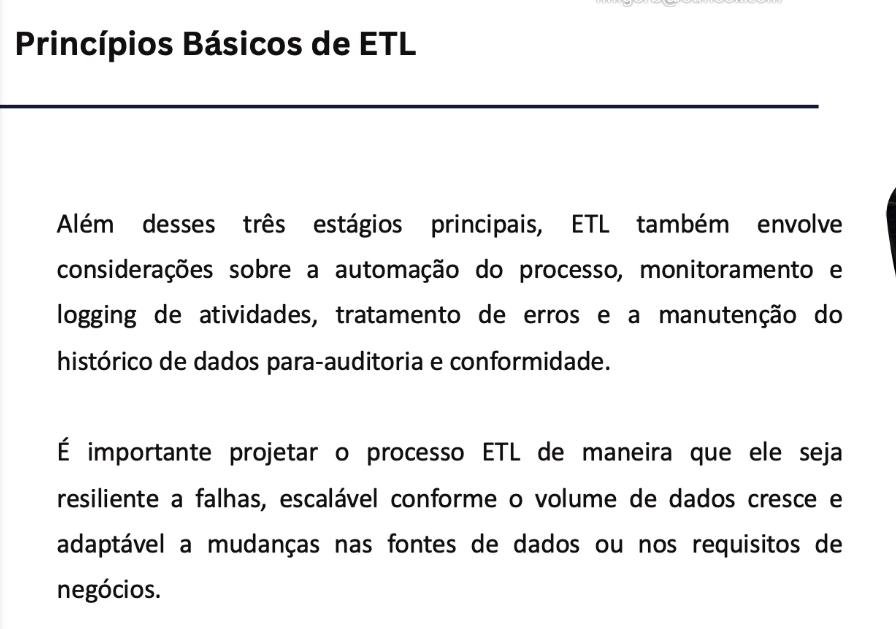 Princípios Básicos de ETL
Além desses três estágios principais, ETL também envolve
considerações sobre a automação do processo, monitoramento e
logging de atividades, tratamento de erros e a manutenção do
histórico de dados para-auditoria e conformidade.
É importante projetar o processo ETL de maneira que ele seja
resiliente a falhas, escalável conforme o volume de dados cresce e
adaptável a mudanças nas fontes de dados ou nos requisitos de
negócios.